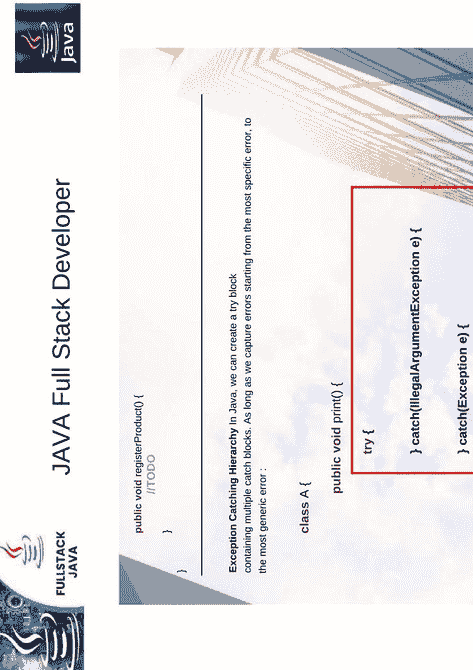 Java
JAVA Full Stack Developer
FULLSTACK
JAVA
public void registerProduct() {
//TODO
}
}
Exception Catching Hierarchy In Java, we can create a try block
containing multiple catch blocks. As long as we capture errors starting from the most specific error, to
the most generic error :
class A {
public void print() {
try {
} catch(IllegalArgumentException e) {
} catch(Exception e) {